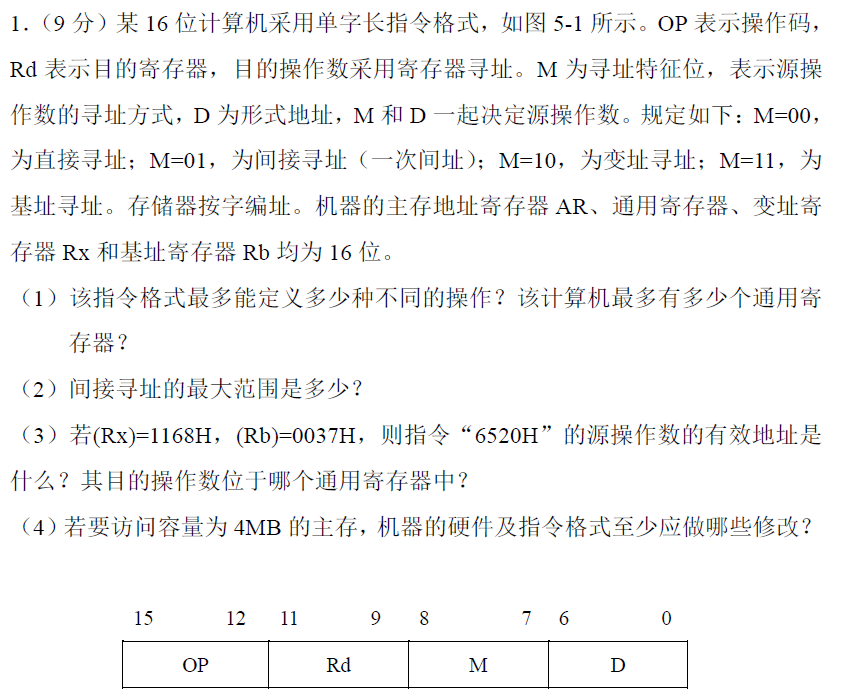 1.（9 分）某 16 位计算机采用单字长指令格式，如图 5-1 所示。OP 表示操作码，
Rd 表示目的寄存器，目的操作数采用寄存器寻址。M 为寻址特征位，表示源操
作数的寻址方式，D 为形式地址，M 和 D 一起决定源操作数。规定如下：M=00，
为直接寻址；M=01，为间接寻址（一次间址）；M=10，为变址寻址；M=11，为
基址寻址。存储器按字编址。机器的主存地址寄存器 AR、通用寄存器、变址寄
存器 Rx 和基址寄存器 Rb 均为 16 位。
（1）该指令格式最多能定义多少种不同的操作？该计算机最多有多少个通用寄
存器？
（2）间接寻址的最大范围是多少？
（3）若(Rx)=1168H，(Rb)=0037H，则指令“6520H”的源操作数的有效地址是
什么？其目的操作数位于哪个通用寄存器中？
（4）若要访问容量为 4MB 的主存，机器的硬件及指令格式至少应做哪些修改？
15 12 11 9 8 7 6 0
OP Rd M D